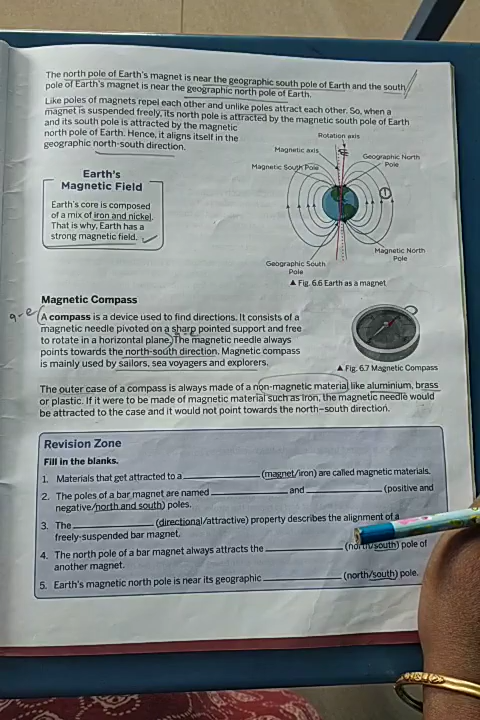 The north pole of Earth's magnet is near the geographic south pole of Earth and the south
pole of Earth's magnet is near the geographic north pole of Earth.
Like poles of magnets repel each other and unlike poles attract each other. So, when a
magnet is suspended freely, its north pole is attracted by the magnetic south pole of Earth
and its south pole is attracted by the magnetic
north pole of Earth. Hence, it aligns itself in the
geographic north-south direction.
Earth's
Magnetic Field
Earth's core is composed
of a mix of iron and nickel.
That is why, Earth has a
strong magnetic field.
Rotation axis
Magnetic axis
Geographic North
Pole
Magnetic South Pole
Magnetic North
Pole
Geographic South
Pole
▲ Fig. 6.6 Earth as a magnet
Magnetic Compass
A compass is a device used to find directions. It consists of a
magnetic needle pivoted on a sharp pointed support and free
to rotate in a horizontal plane. The magnetic needle always
points towards the north-south direction. Magnetic compass
is mainly used by sailors, sea voyagers and explorers.
▲ Fig. 6.7 Magnetic Compass
The outer case of a compass is always made of a non-magnetic material like aluminium, brass
or plastic. If it were to be made of magnetic material such as iron, the magnetic needle would
be attracted to the case and it would not point towards the north–south direction.
Revision Zone
Fill in the blanks.
1. Materials that get attracted to a ____________ (magnet/iron) are called magnetic materials.
2. The poles of a bar magnet are named ____________ and ____________ (positive and
negative/north and south) poles.
3. The ____________ (directional/attractive) property describes the alignment of a
freely-suspended bar magnet.
4. The north pole of a bar magnet always attracts the ____________ (north/south) pole of
another magnet.
5. Earth's magnetic north pole is near its geographic ____________ (north/south) pole.